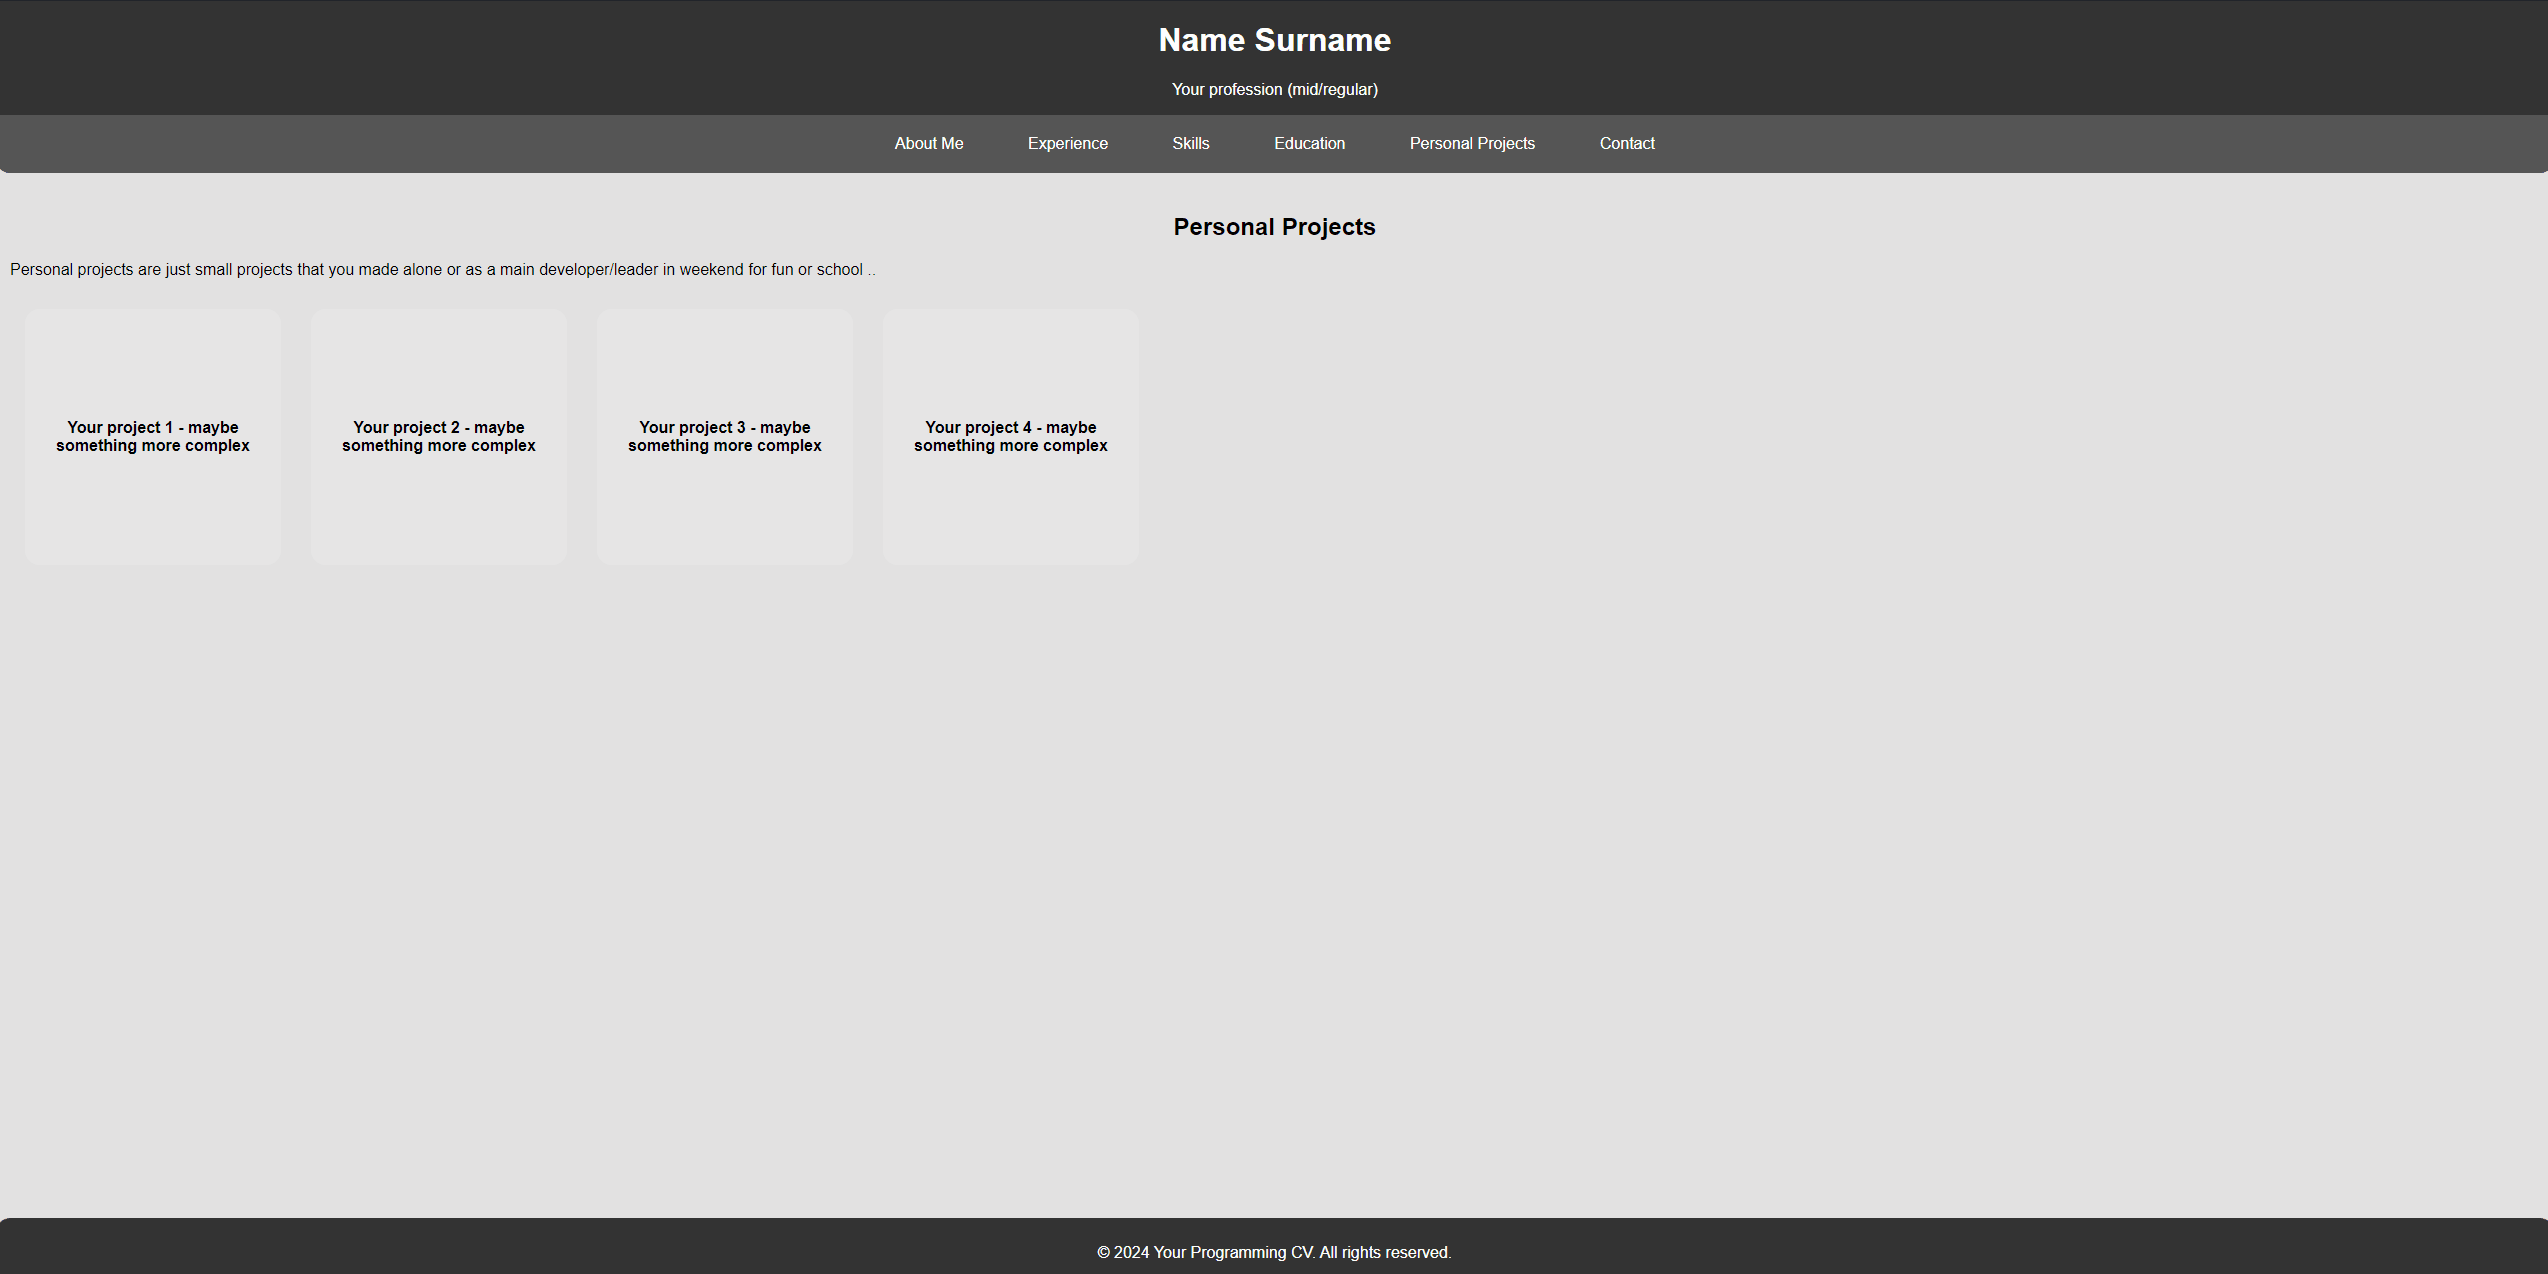 Name Surname
Your profession (mid/regular)
About Me Experience Skills Education Personal Projects Contact
Personal Projects
Personal projects are just small projects that you made alone or as a main developer/leader in weekend for fun or school ..
Your project 1 - maybe
something more complex
Your project 2 - maybe
something more complex
Your project 3 - maybe
something more complex
Your project 4 - maybe
something more complex
© 2024 Your Programming CV. All rights reserved.